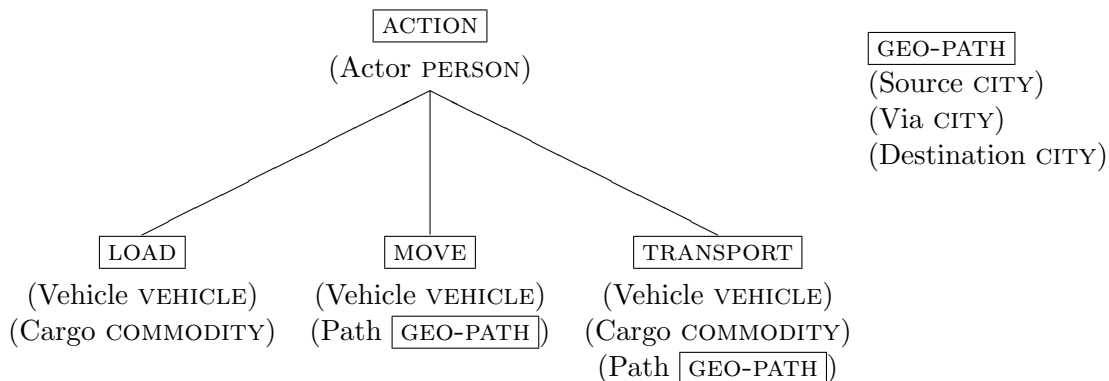 ACTION
(Actor PERSON)
GEO-PATH
(Source CITY)
(Via CITY)
(Destination CITY)
LOAD
(Vehicle VEHICLE)
(Cargo COMMODITY)
MOVE
(Vehicle VEHICLE)
(Path GEO-PATH)
TRANSPORT
(Vehicle VEHICLE)
(Cargo COMMODITY)
(Path GEO-PATH)